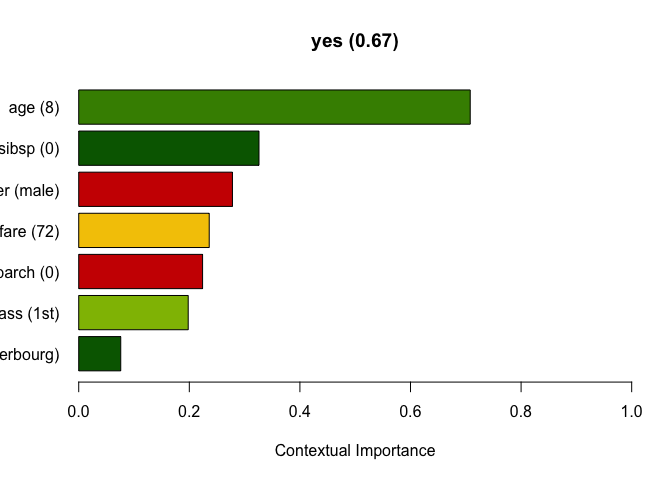 yes (0.67)
age (8)
sibsp (0)
er (male)
fare (72)
parch (0)
ass (1st)
erbourg)
0.0 0.2 0.4 0.6 0.8 1.0
Contextual Importance